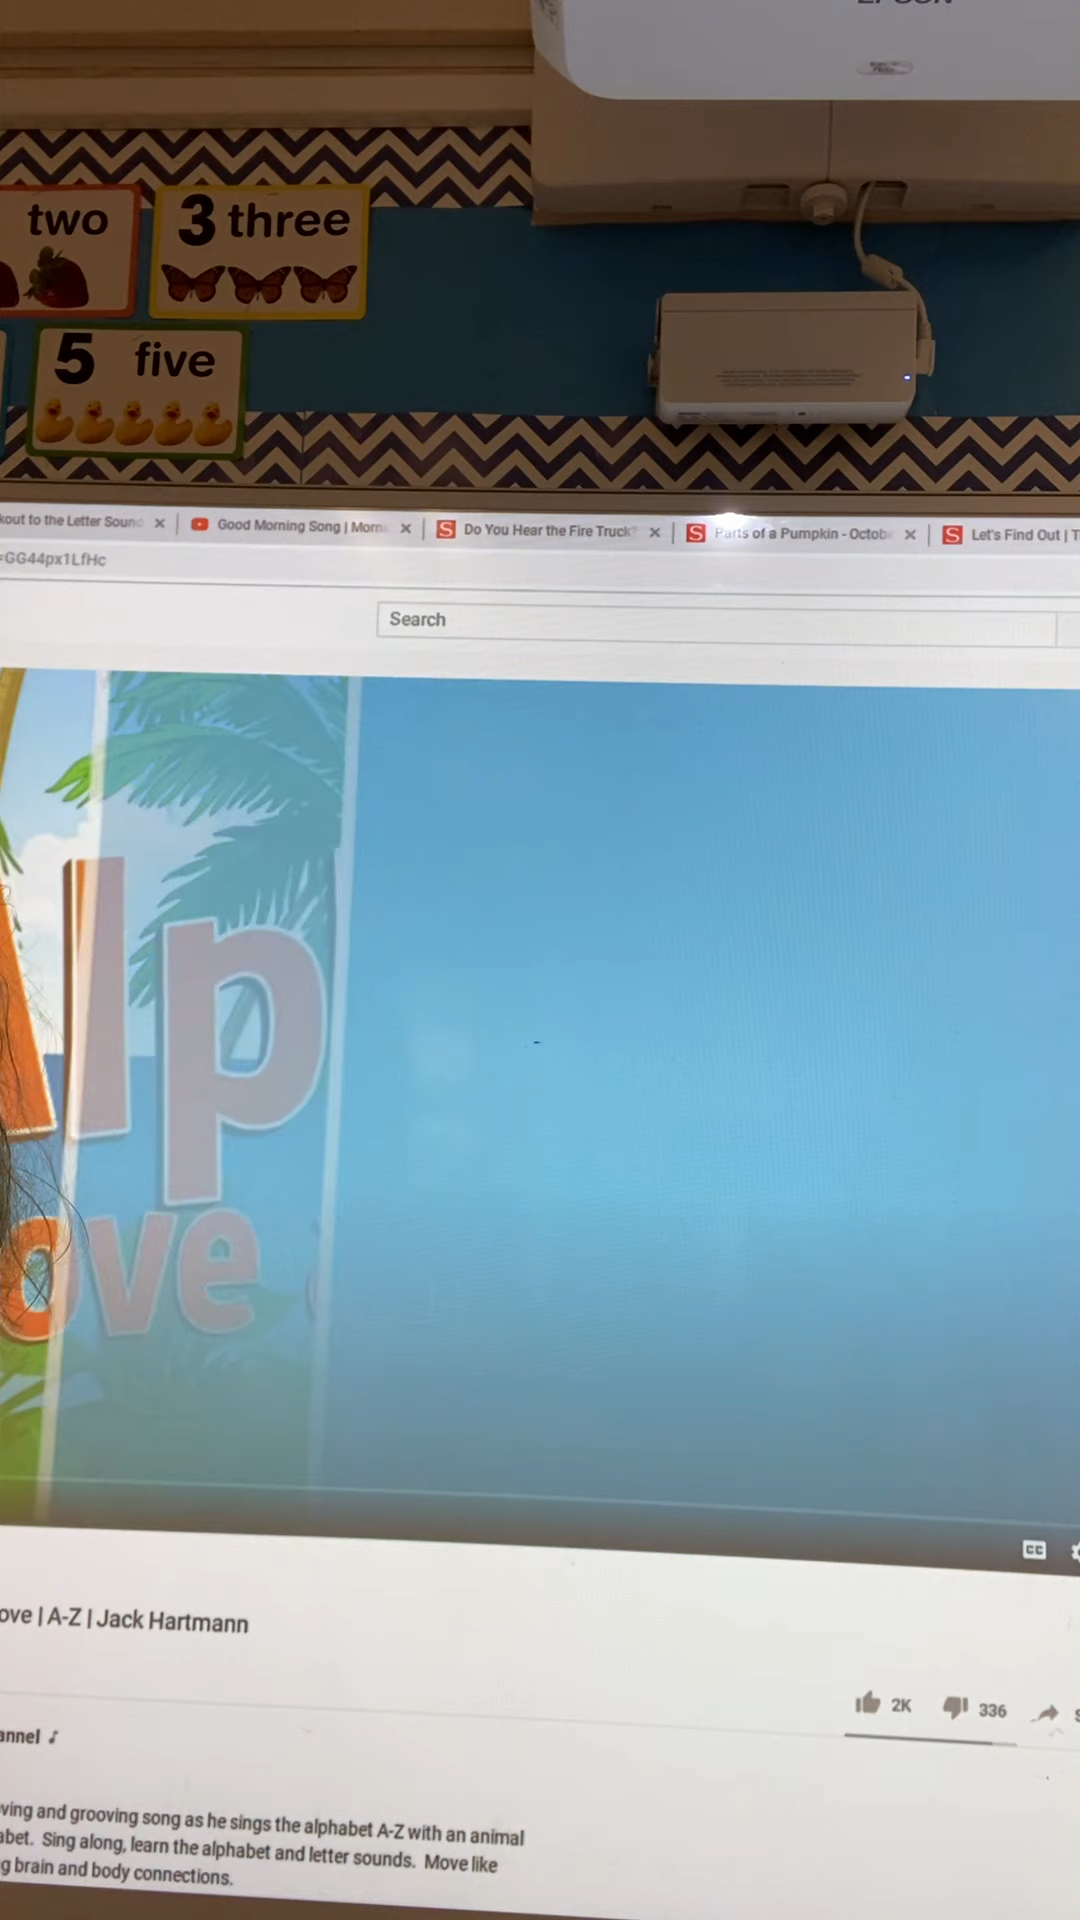 EPSON
two
3 three
5 five
kout to the Letter Sound
Good Morning Song | Morn
Do You Hear the Fire Truck?
S Parts of a Pumpkin - Octob
S Let's Find Out | T
=GG44px1LfHc
Search
lp
ove
CC
ove | A-Z | Jack Hartmann
2K 336 S
annel
ving and grooving song as he sings the alphabet A-Z with an animal
abet. Sing along, learn the alphabet and letter sounds. Move like
g brain and body connections.